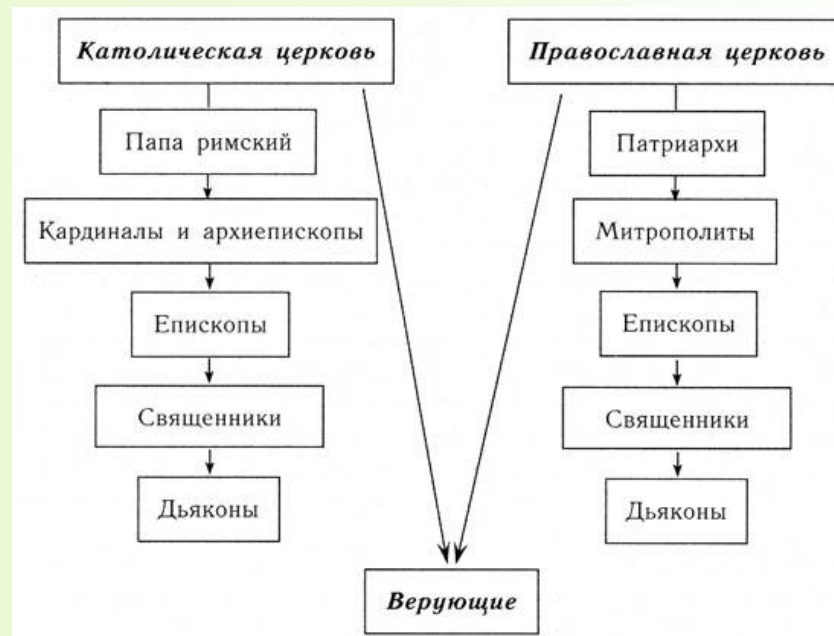 Католическая церковь
Папа римский
Кардиналы и архиепископы
Епископы
Священники
Дьяконы
Православная церковь
Патриархи
Митрополиты
Епископы
Священники
Дьяконы
Верующие